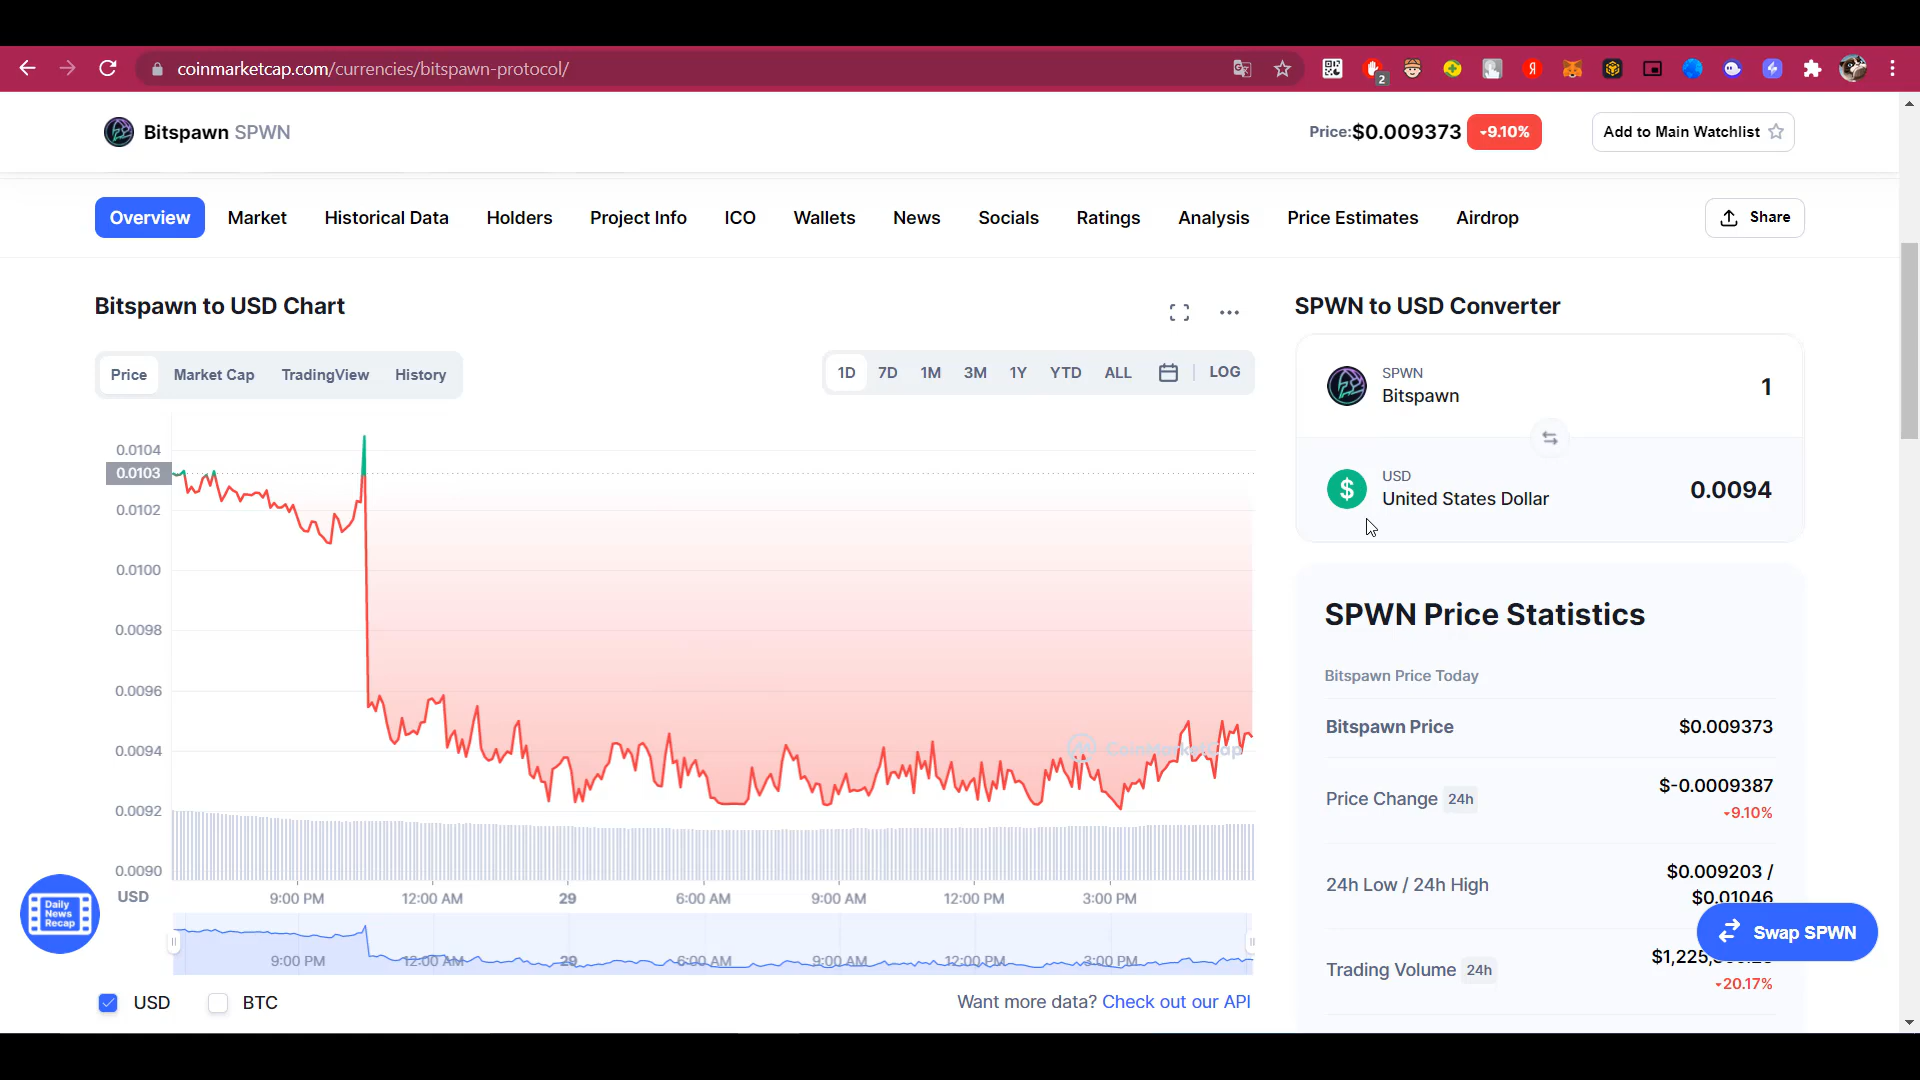 coinmarketcap.com/currencies/bitspawn-protocol/
2
Я
Bitspawn SPWN
Price:$0.009373
9.10%
Add to Main Watchlist
Overview
Market
Historical Data
Holders
Project Info
ICO
Wallets
News
Socials
Ratings
Analysis
Price Estimates
Airdrop
Share
Bitspawn to USD Chart
Price
Market Cap
TradingView
History
1D
7D
1M
3M
1Y
YTD
ALL
LOG
0.0104
0.0103
0.0102
0.0100
0.0098
0.0096
0.0094
0.0092
0.0090
USD
CoinMarketCap
9:00 PM
12:00 AM
29
6:00 AM
9:00 AM
12:00 PM
3:00 PM
9:00 PM
12:00 AM
29
6:00 AM
9:00 AM
12:00 PM
3:00 PM
Daily
News
Recap
USD
BTC
Want more data? Check out our API
SPWN to USD Converter
SPWN
Bitspawn
1
$
USD
United States Dollar
0.0094
SPWN Price Statistics
Bitspawn Price Today
Bitspawn Price
$0.009373
Price Change 24h
$-0.0009387
9.10%
24h Low / 24h High
$0.009203 /
$0.01046
Swap SPWN
Trading Volume 24h
$1,225,
20.17%